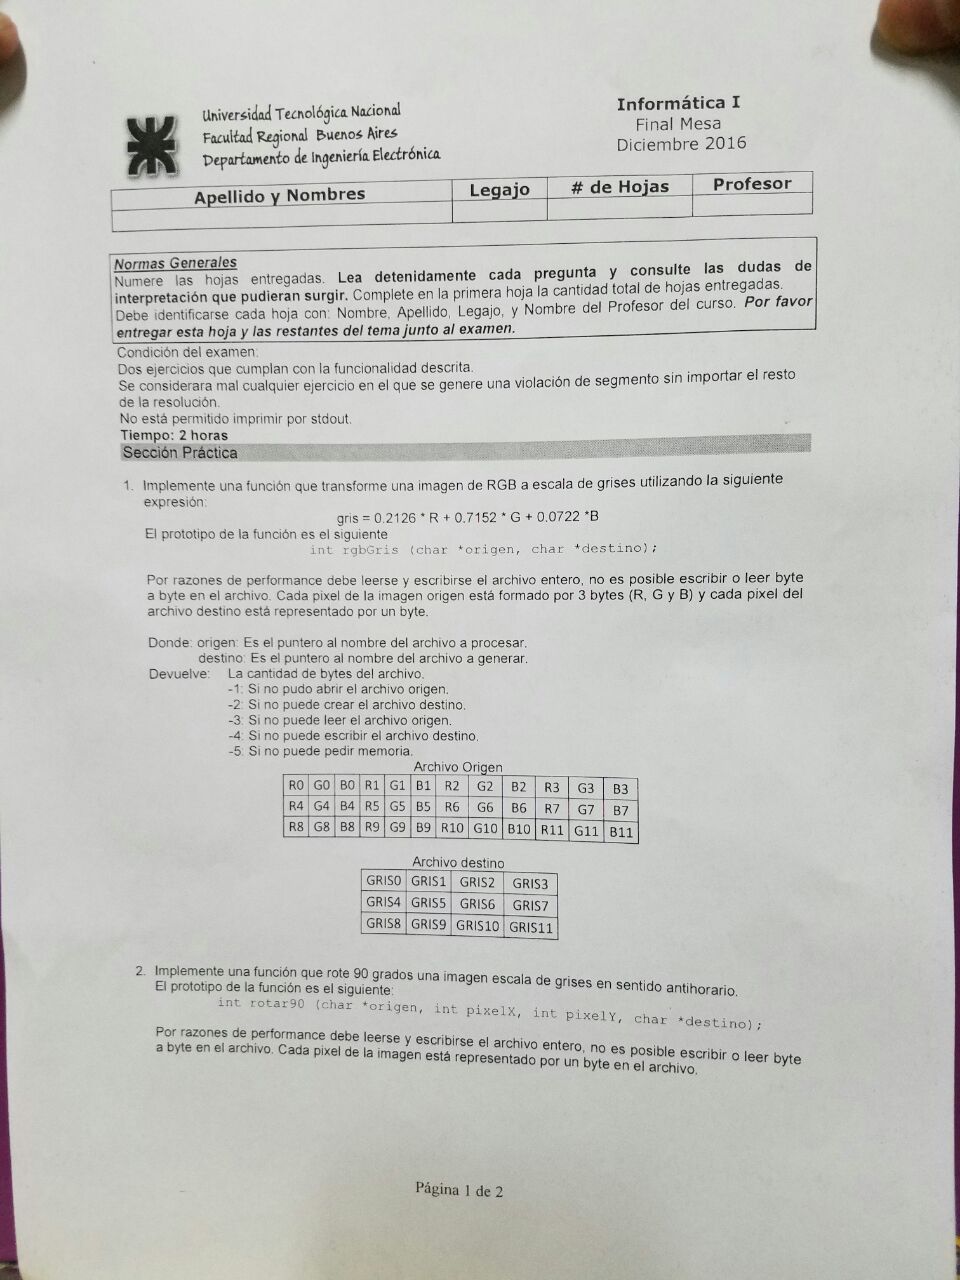 Universidad Tecnológica Nacional
Facultad Regional Buenos Aires
Departamento de Ingeniería Electrónica
Informática I
Final Mesa
Diciembre 2016
Apellido y Nombres Legajo # de Hojas Profesor
Normas Generales
Numere las hojas entregadas. Lea detenidamente cada pregunta y consulte las dudas de
interpretación que pudieran surgir. Complete en la primera hoja la cantidad total de hojas entregadas.
Debe identificarse cada hoja con: Nombre, Apellido, Legajo, y Nombre del Profesor del curso. Por favor
entregar esta hoja y las restantes del tema junto al examen.
Condición del examen:
Dos ejercicios que cumplan con la funcionalidad descrita.
Se considerara mal cualquier ejercicio en el que se genere una violación de segmento sin importar el resto
de la resolución.
No está permitido imprimir por stdout.
Tiempo: 2 horas
Sección Práctica
1. Implemente una función que transforme una imagen de RGB a escala de grises utilizando la siguiente
expresión:
gris = 0.2126 * R + 0.7152 * G + 0.0722 *B
El prototipo de la función es el siguiente
int rgbGris (char *origen, char *destino);
Por razones de performance debe leerse y escribirse el archivo entero, no es posible escribir o leer byte
a byte en el archivo. Cada pixel de la imagen origen está formado por 3 bytes (R, G y B) y cada pixel del
archivo destino está representado por un byte.
Donde: origen: Es el puntero al nombre del archivo a procesar.
destino: Es el puntero al nombre del archivo a generar.
Devuelve: La cantidad de bytes del archivo.
-1: Si no pudo abrir el archivo origen.
-2: Si no puede crear el archivo destino.
-3: Si no puede leer el archivo origen.
-4: Si no puede escribir el archivo destino.
-5: Si no puede pedir memoria.
Archivo Origen
R0 G0 B0 R1 G1 B1 R2 G2 B2 R3 G3 B3
R4 G4 B4 R5 G5 B5 R6 G6 B6 R7 G7 B7
R8 G8 B8 R9 G9 B9 R10 G10 B10 R11 G11 B11
Archivo destino
GRIS0 GRIS1 GRIS2 GRIS3
GRIS4 GRIS5 GRIS6 GRIS7
GRIS8 GRIS9 GRIS10 GRIS11
2. Implemente una función que rote 90 grados una imagen escala de grises en sentido antihorario.
El prototipo de la función es el siguiente:
int rotar90 (char *origen, int pixelX, int pixelY, char *destino);
Por razones de performance debe leerse y escribirse el archivo entero, no es posible escribir o leer byte
a byte en el archivo. Cada pixel de la imagen está representado por un byte en el archivo.
Página 1 de 2